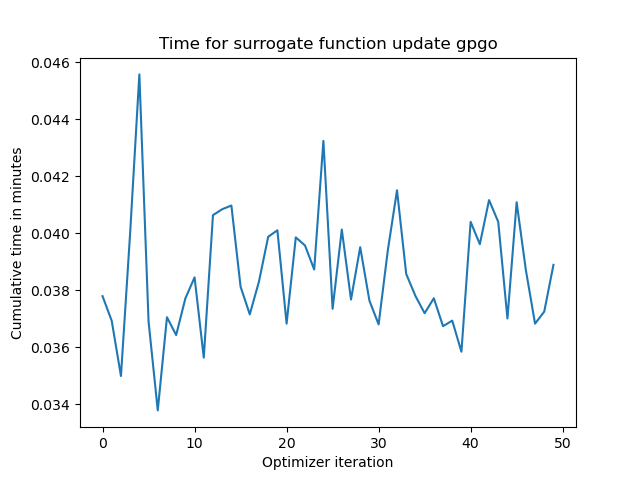 Time for surrogate function update gpgo
Cumulative time in minutes
0.046
0.044
0.042
0.040
0.038
0.036
0.034
0 10 20 30 40 50
Optimizer iteration